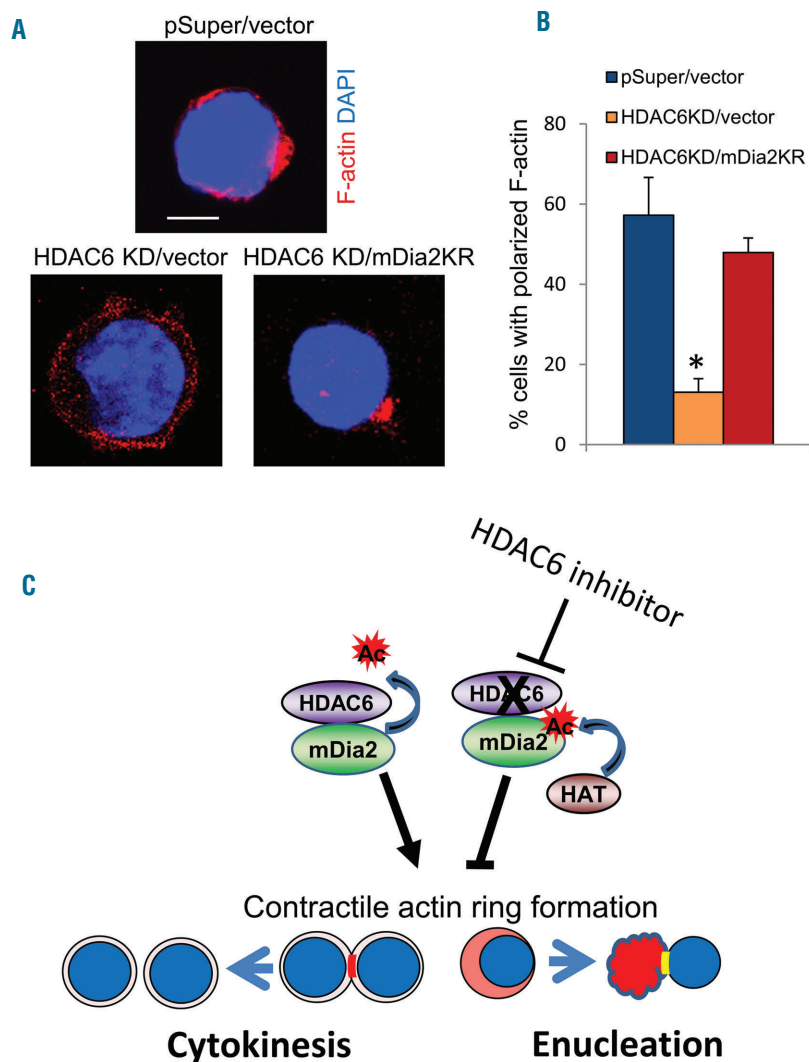 A
pSuper/vector
F-actin DAPI
HDAC6 KD/vector
HDAC6 KD/mDia2KR
B
pSuper/vector
HDAC6KD/vector
HDAC6KD/mDia2KR
% cells with polarized F-actin
80
60
40
20
0
*
C
HDAC6 inhibitor
Ac
HDAC6
mDia2
HDAC6
X
mDia2
Ac
HAT
Contractile actin ring formation
Cytokinesis
Enucleation